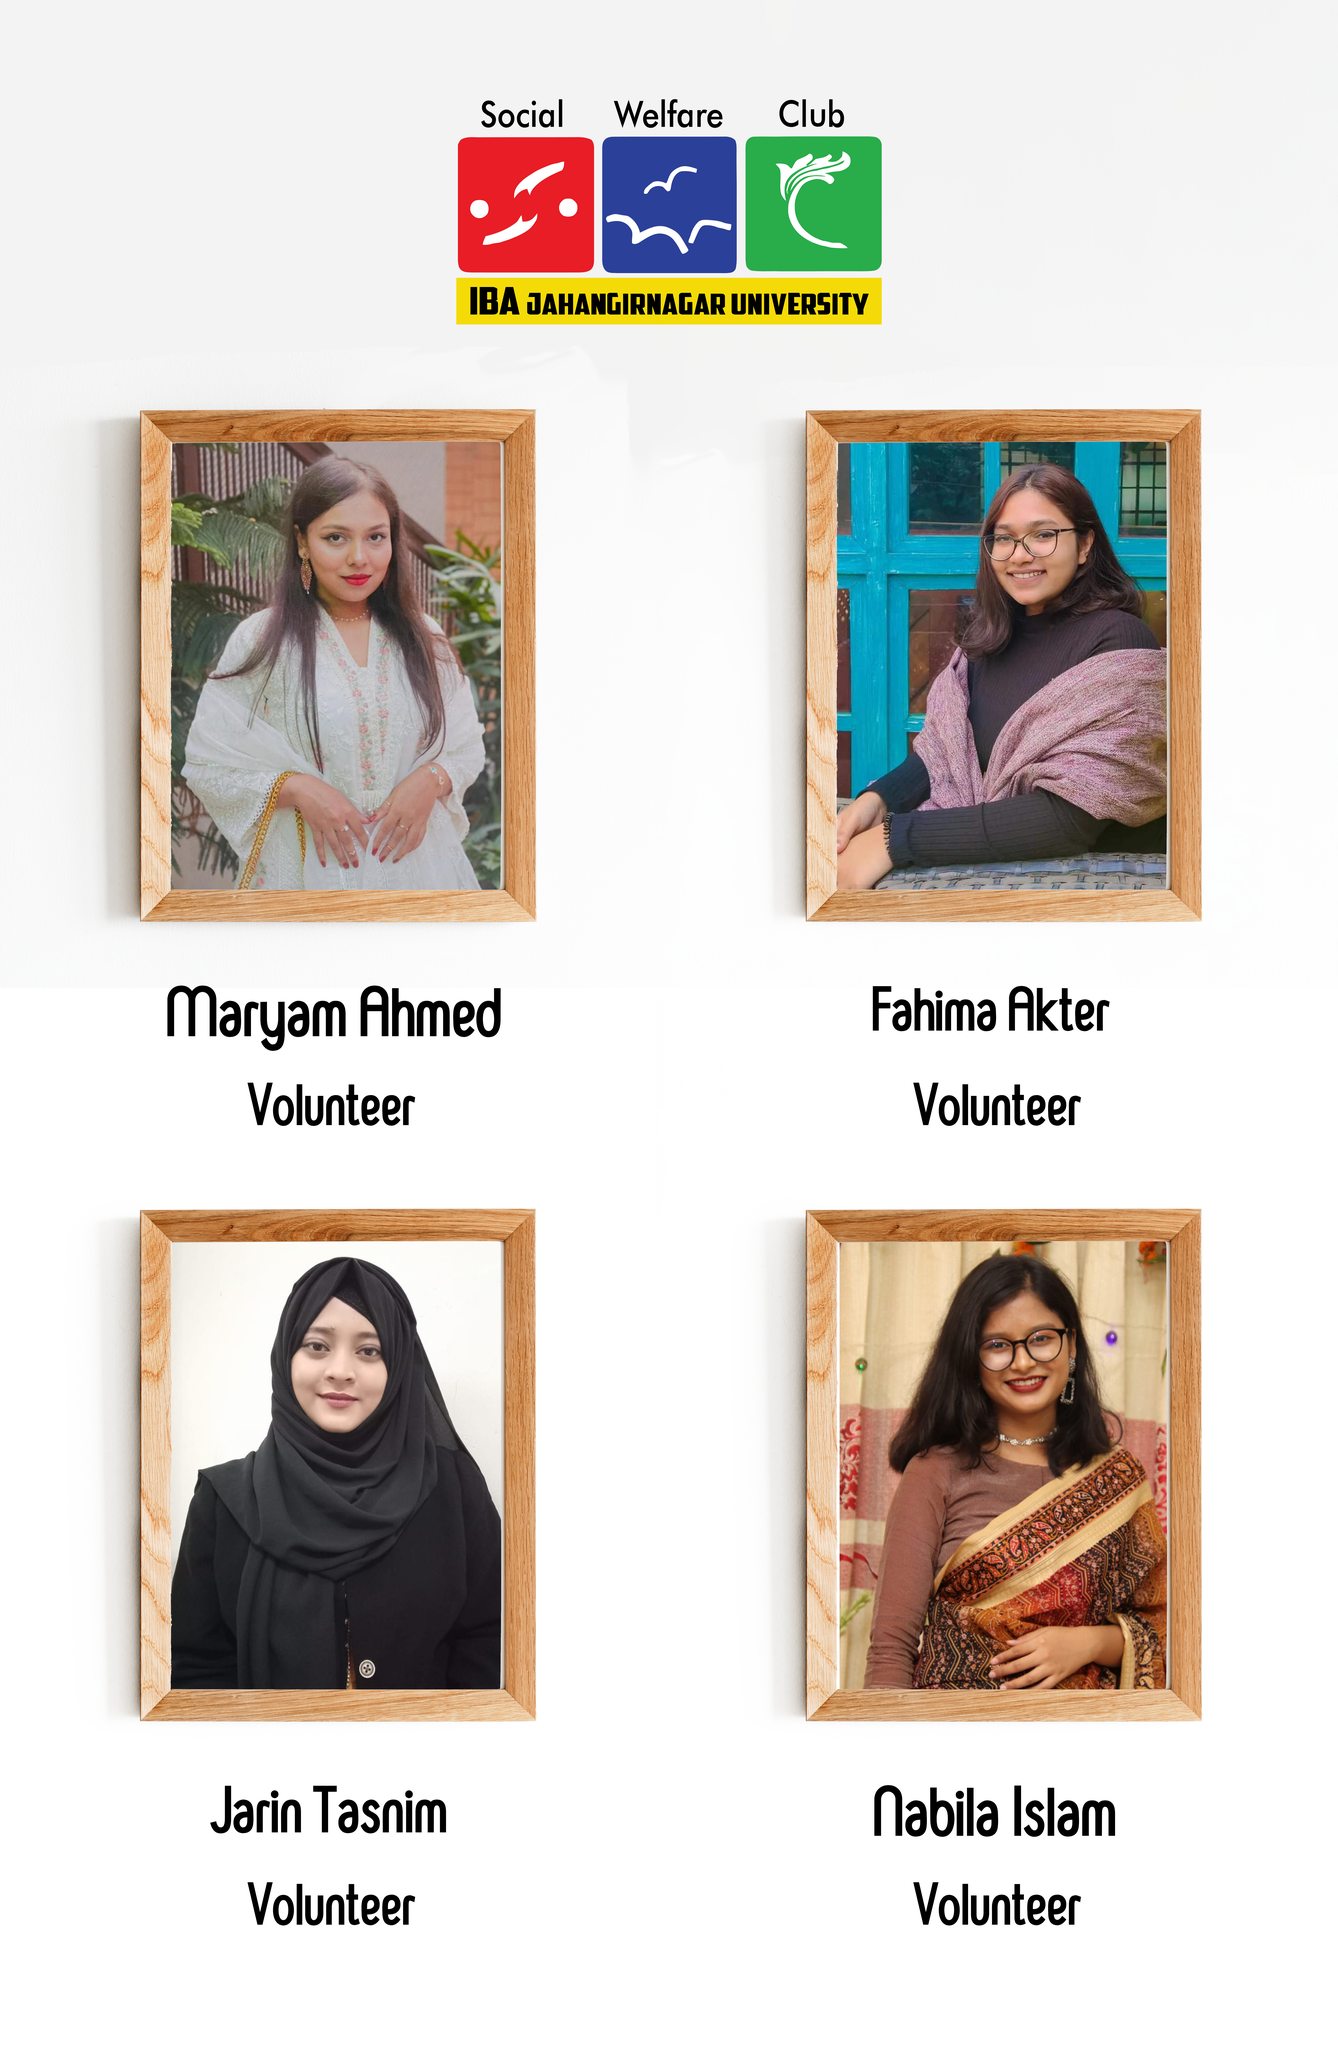 Social Welfare Club
IBA JAHANGIRNAGAR UNIVERSITY
Maryam Ahmed
Volunteer
Fahima Akter
Volunteer
Jarin Tasnim
Volunteer
Nabila Islam
Volunteer